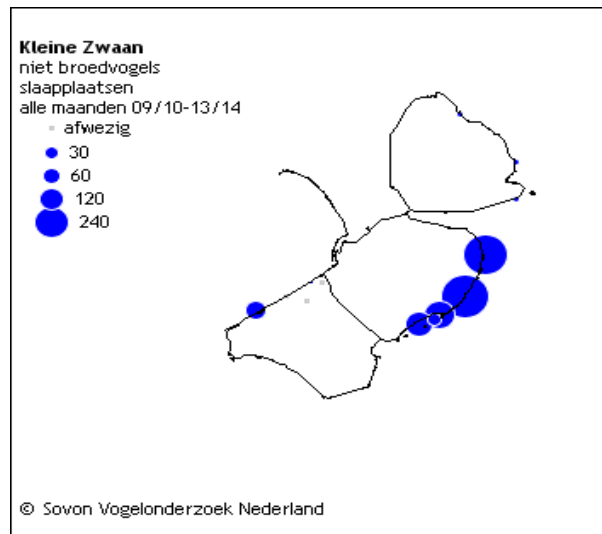 Kleine Zwaan
niet broedvogels
slaapplaatsen
alle maanden 09/10-13/14
afwezig
30
60
120
240
© Sovon Vogelonderzoek Nederland